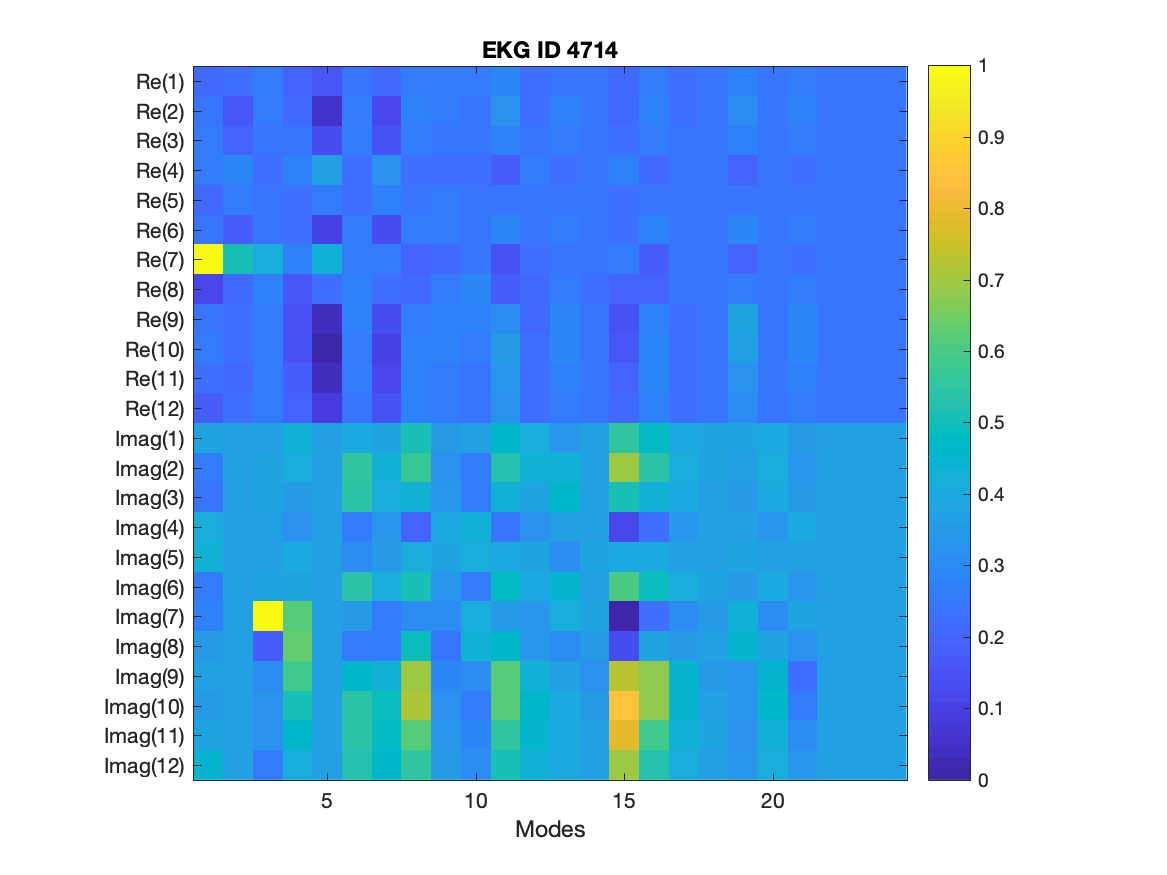 EKG ID 4714
Re(1)
Re(2)
Re(3)
Re(4)
Re(5)
Re(6)
Re(7)
Re(8)
Re(9)
Re(10)
Re(11)
Re(12)
Imag(1)
Imag(2)
Imag(3)
Imag(4)
Imag(5)
Imag(6)
Imag(7)
Imag(8)
Imag(9)
Imag(10)
Imag(11)
Imag(12)
5 10 15 20
Modes
1
0.9
0.8
0.7
0.6
0.5
0.4
0.3
0.2
0.1
0